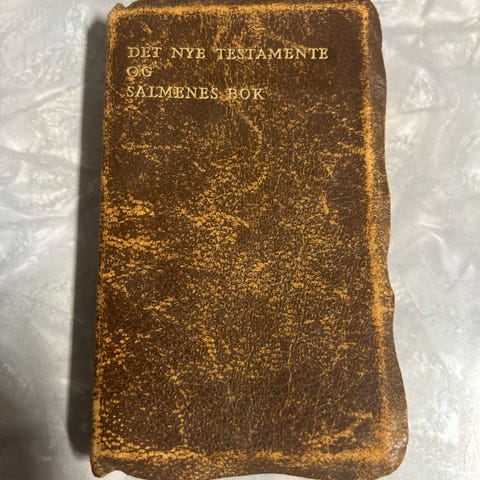 DET NYE TESTAMENTE
OG
SALMENES BOK